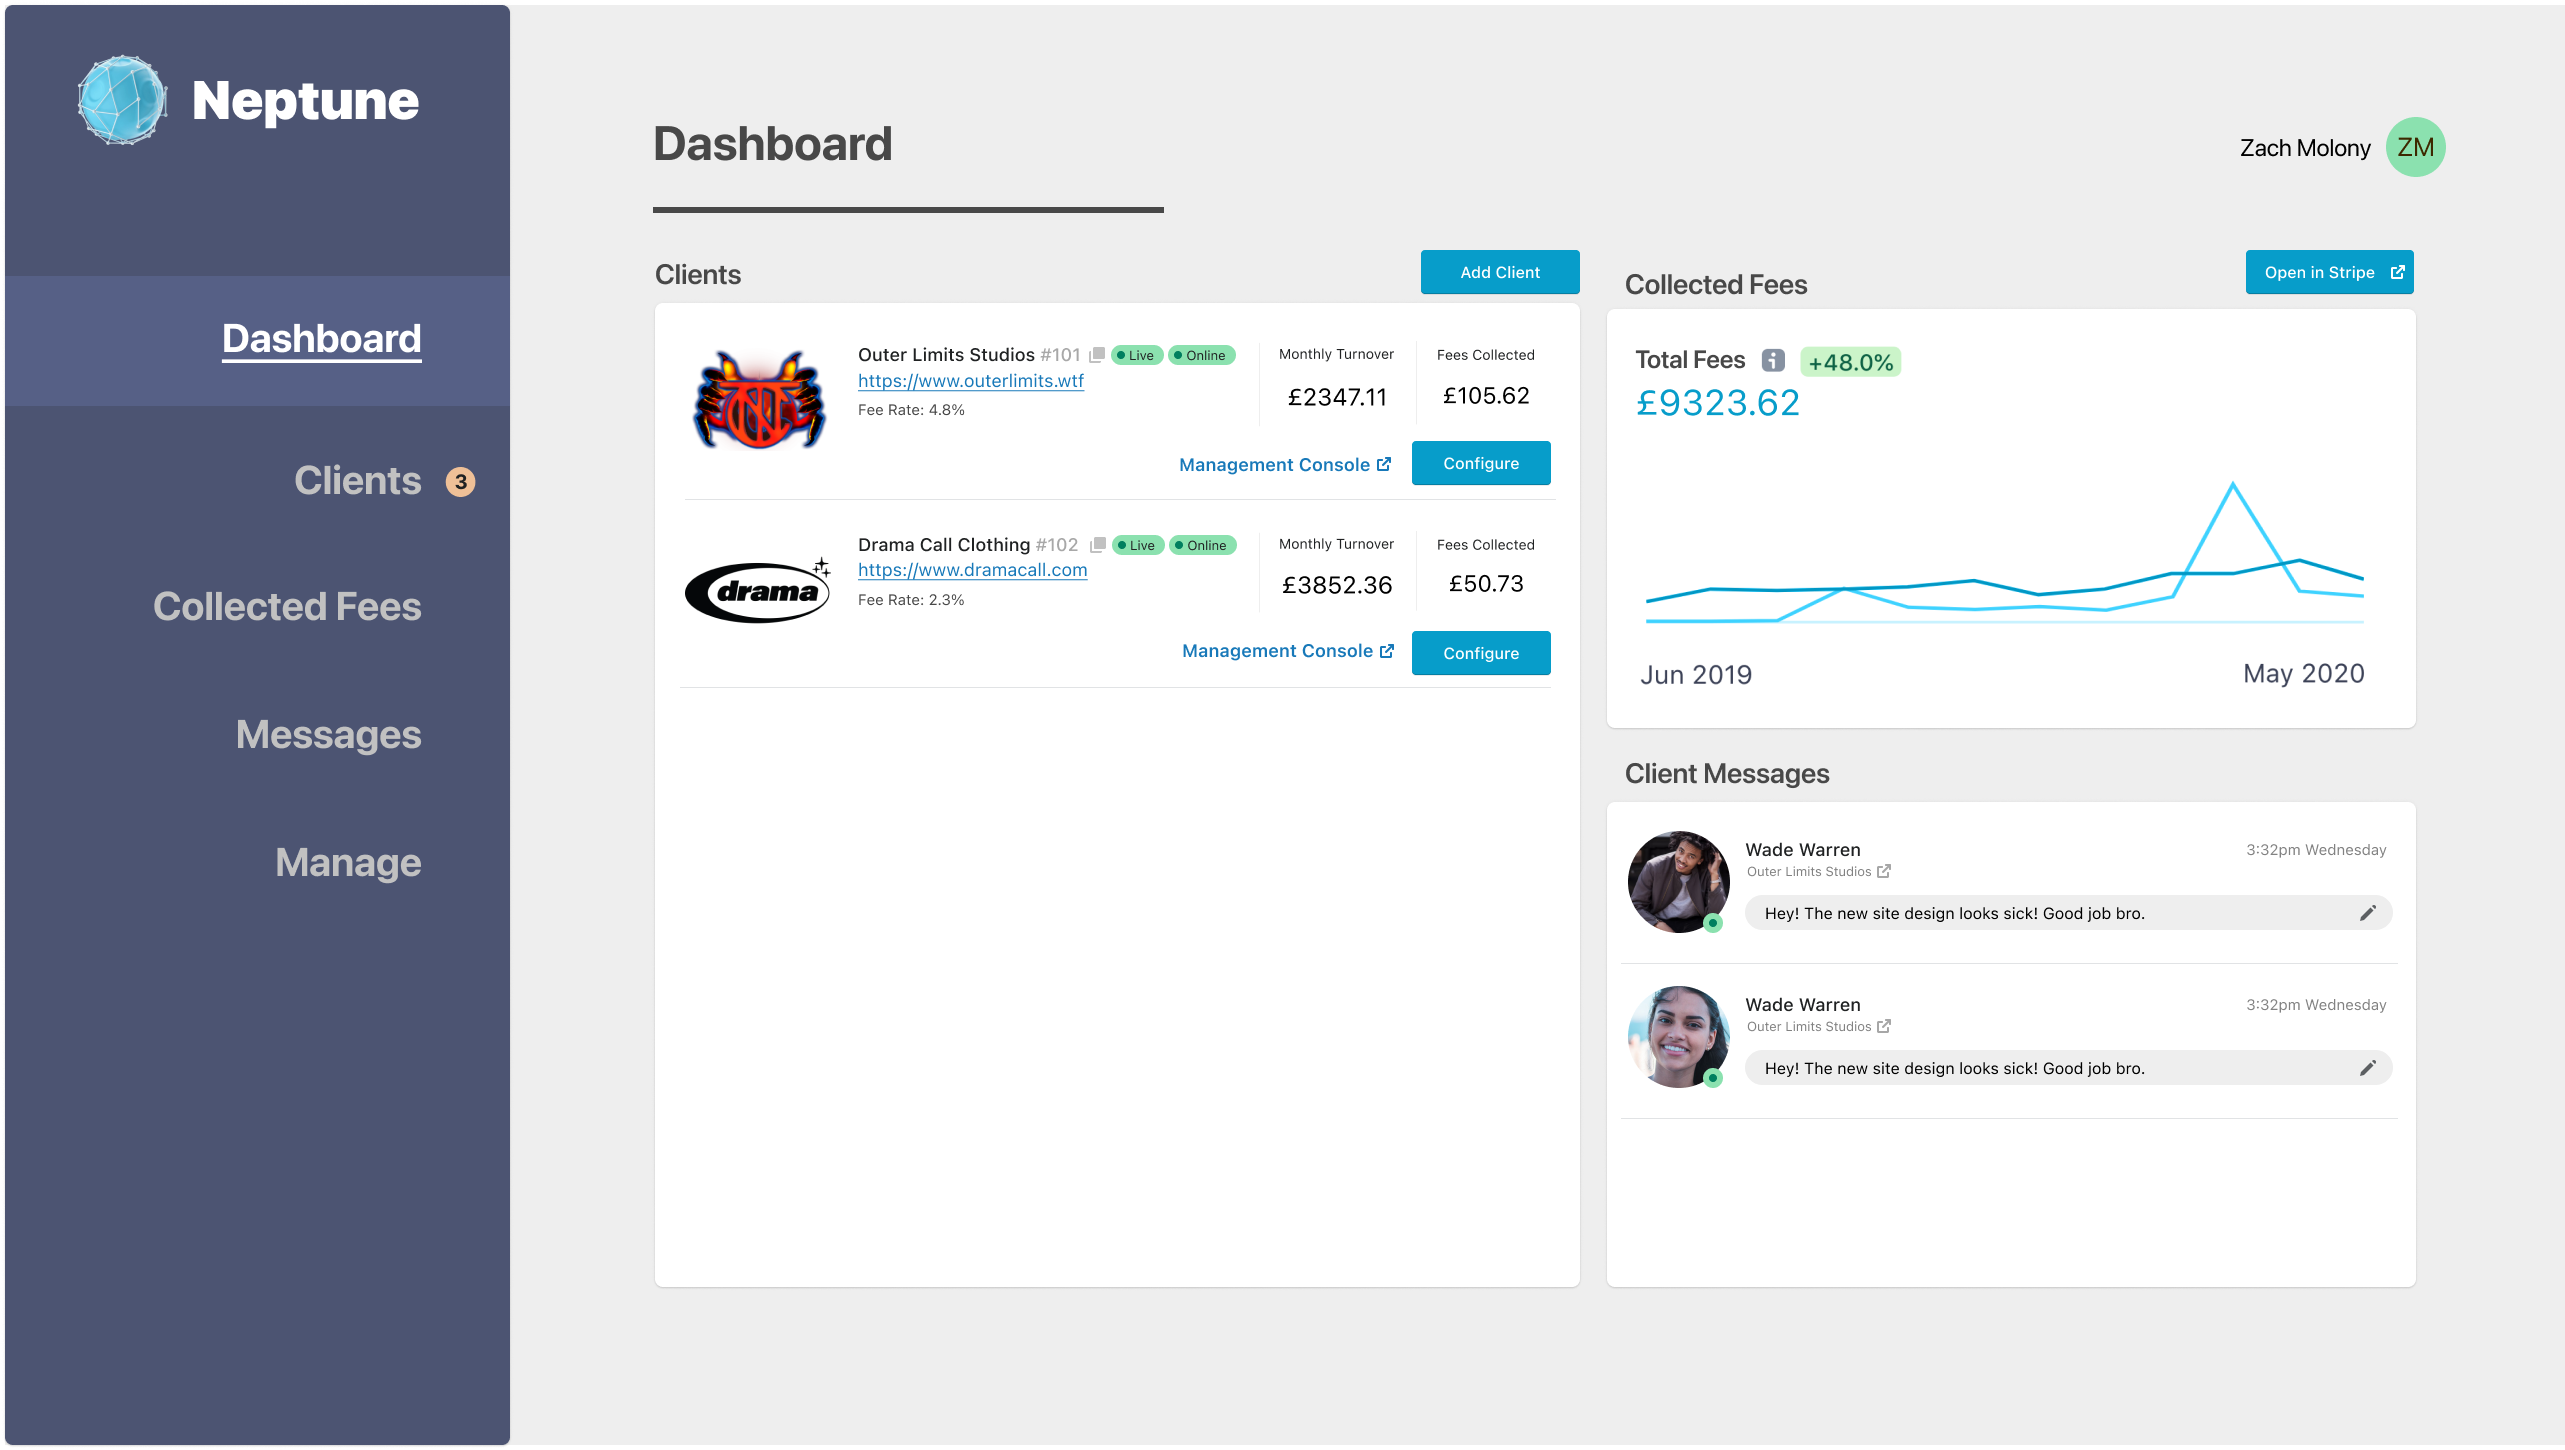 Neptune
Dashboard
Clients 3
Collected Fees
Messages
Manage
Dashboard
Zach Molony ZM
Clients
Add Client
Outer Limits Studios #101 Live Online
https://www.outerlimits.wtf
Fee Rate: 4.8%
Monthly Turnover
£2347.11
Fees Collected
£105.62
Management Console
Configure
drama
Drama Call Clothing #102 Live Online
https://www.dramacall.com
Fee Rate: 2.3%
Monthly Turnover
£3852.36
Fees Collected
£50.73
Management Console
Configure
Collected Fees
Open in Stripe
Total Fees +48.0%
£9323.62
Jun 2019
May 2020
Client Messages
Wade Warren
3:32pm Wednesday
Outer Limits Studios
Hey! The new site design looks sick! Good job bro.
Wade Warren
3:32pm Wednesday
Outer Limits Studios
Hey! The new site design looks sick! Good job bro.